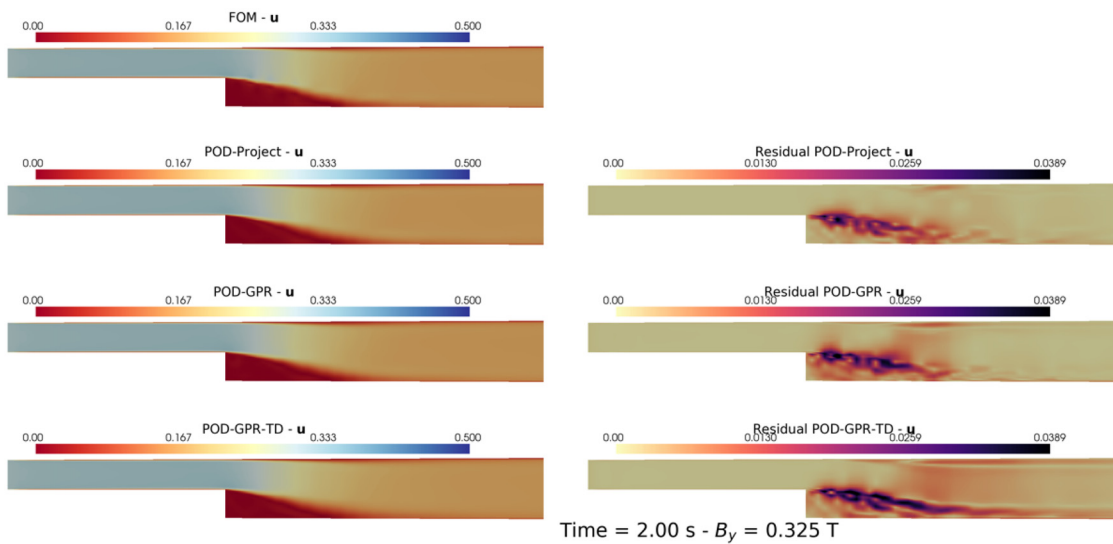 FOM - u
0.00 0.167 0.333 0.500
POD-Project - u
0.00 0.167 0.333 0.500
Residual POD-Project - u
0.00 0.0130 0.0259 0.0389
POD-GPR - u
0.00 0.167 0.333 0.500
Residual POD-GPR - u
0.00 0.0130 0.0259 0.0389
POD-GPR-TD - u
0.00 0.167 0.333 0.500
Residual POD-GPR-TD - u
0.00 0.0130 0.0259 0.0389
Time = 2.00 s - By = 0.325 T